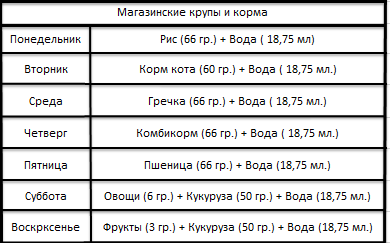 Магазинские крупы и корма
Понедельник Рис (66 гр.) + Вода ( 18,75 мл)
Вторник Корм кота (60 гр.) + Вода ( 18,75 мл.)
Среда Гречка (66 гр.) + Вода ( 18,75 мл.)
Четверг Комбикорм (66 гр.) + Вода ( 18,75 мл.)
Пятница Пшеница (66 гр.) + Вода (18,75 мл.)
Суббота Овощи (6 гр.) + Кукуруза (50 гр.) + Вода (18,75 мл.)
Воскрксенье Фрукты (3 гр.) + Кукуруза (50 гр.) + Вода (18,75 мл.)